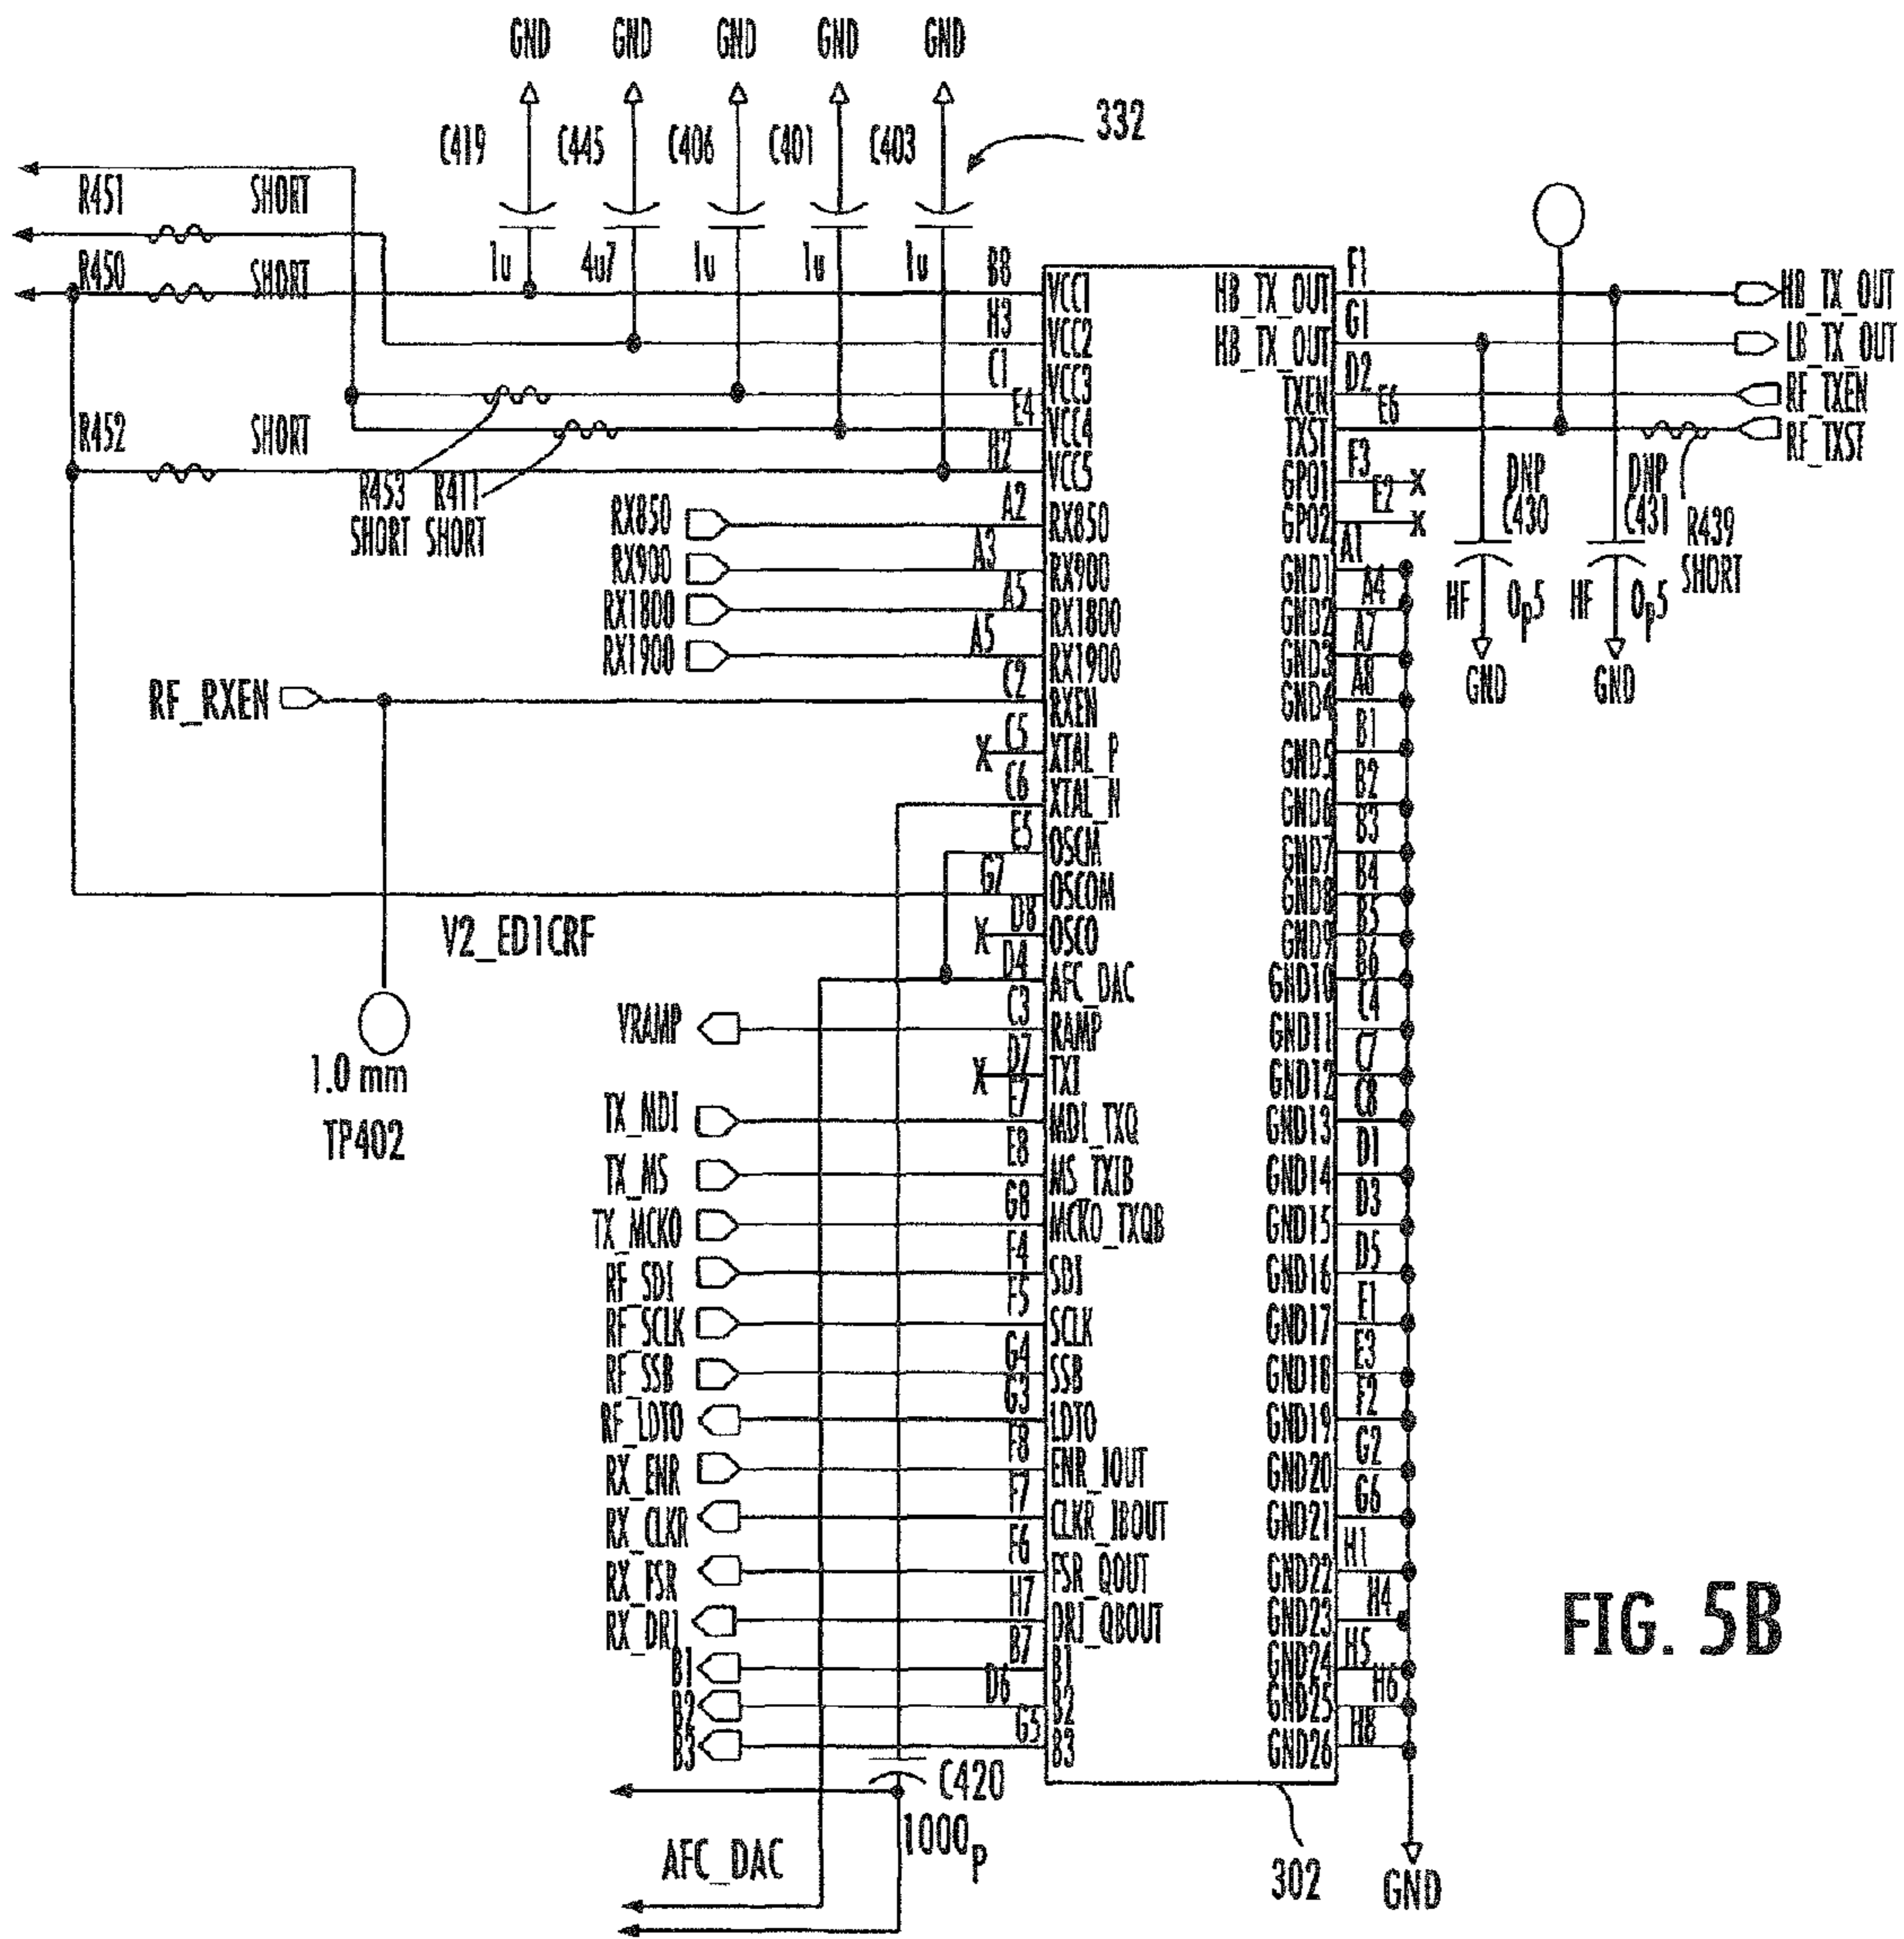 GND GND GND GND GND
C419 C445 C406 C401 C403 332
R451 SHORT
R450 SHORT
1u 4u7 1u 1u 1u
R452 SHORT
R453 SHORT
R411 SHORT
B8 VCC1
H3 VCC2
C1 VCC3
E4 VCC4
H2 VCC5
RX850 A2 RX850
RX900 A3 RX900
RX1800 A5 RX1800
RX1900 A5 RX1900
RF_RXEN C2 RXEN
X C5 XTAL_P
C6 XTAL_N
E5 OSCM
G7 OSCOM
V2_ED1CRF
X D8 OSCO
D4 AFC_DAC
1.0 mm
TP402
VRAMP C3 RAMP
X D7 TXI
TX_MDI E7 MDI_TXQ
TX_MS E8 MS_TXIB
TX_MCKO G8 MCKO_TXQB
RF_SDI F4 SDI
RF_SCLK F5 SCLK
RF_SSB G4 SSB
RF_LDTO G3 LDTO
RX_ENR F8 ENR_IOUT
RX_CLKR F7 CLKR_IBOUT
RX_FSR F6 FSR_QOUT
RX_DRI H7 DRI_QBOUT
B1 B7 B1
B2 D6 B2
B3 G5 B3
C420
1000p
AFC_DAC
HB_TX_OUT F1 HB_TX_OUT
HB_TX_OUT G1 LB_TX_OUT
TXEN D2 RF_TXEN
TXST E6 RF_TXST
GPO1 F3 X
GPO2 E2 X
DNP C430
DNP C431
R439 SHORT
HF 0p5 HF 0p5
GND GND
GND1 A1
GND2 A4
GND3 A7
GND4 A8
GND5 B1
GND6 B2
GND7 B3
GND8 B4
GND9 B5
GND10 B6
GND11 C4
GND12 C7
GND13 C8
GND14 D1
GND15 D3
GND16 D5
GND17 E1
GND18 E3
GND19 F2
GND20 G2
GND21 G6
GND22 H1
GND23 H4
GND24 H5
GND25 H6
GND26 H8
302
GND
FIG. 5B